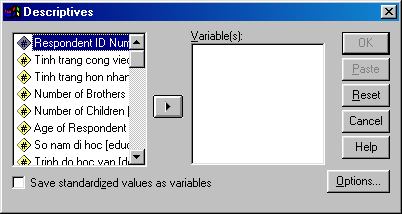 Descriptives
Respondent ID Num
Tinh trang cong viec
Tinh trang hon nhan
Number of Brothers
Number of Children [
Age of Respondent
So nam di hoc [educ
Trinh do hoc van [de
Variable(s):
OK
Paste
Reset
Cancel
Help
Save standardized values as variables
Options...